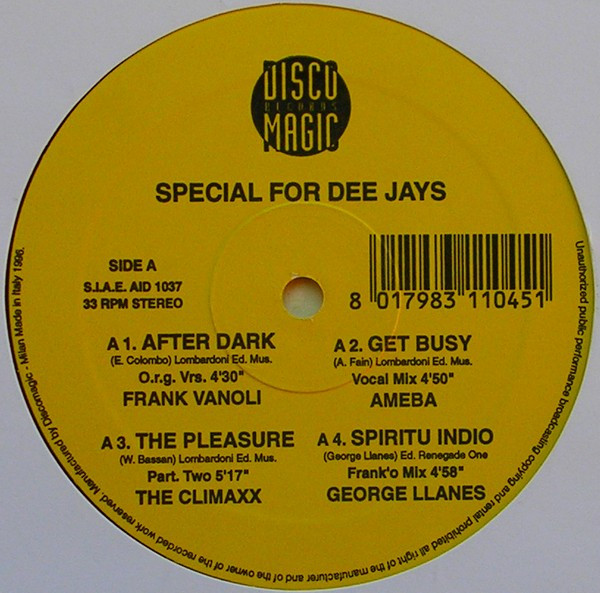 DISCO
RECORDS
MAGIC
SPECIAL FOR DEE JAYS
SIDE A
S.I.A.E. AID 1037
33 RPM STEREO
8 017983 110451
A 1. AFTER DARK
(E. Colombo) Lombardoni Ed. Mus.
O.r.g. Vrs. 4'30"
FRANK VANOLI
A 2. GET BUSY
(A. Fain) Lombardoni Ed. Mus.
Vocal Mix 4'50"
AMEBA
A 3. THE PLEASURE
(W. Bassan) Lombardoni Ed. Mus.
Part. Two 5'17"
THE CLIMAXX
A 4. SPIRITU INDIO
(George Llanes) Ed. Renegade One
Frank'o Mix 4'58"
GEORGE LLANES
Unauthorized public performance broadcasting copying and rental prohibited all right of the manufacturer and of the owner of the recorded work reserved. Manufactured by Discomagic - Milan Made in Italy 1996.